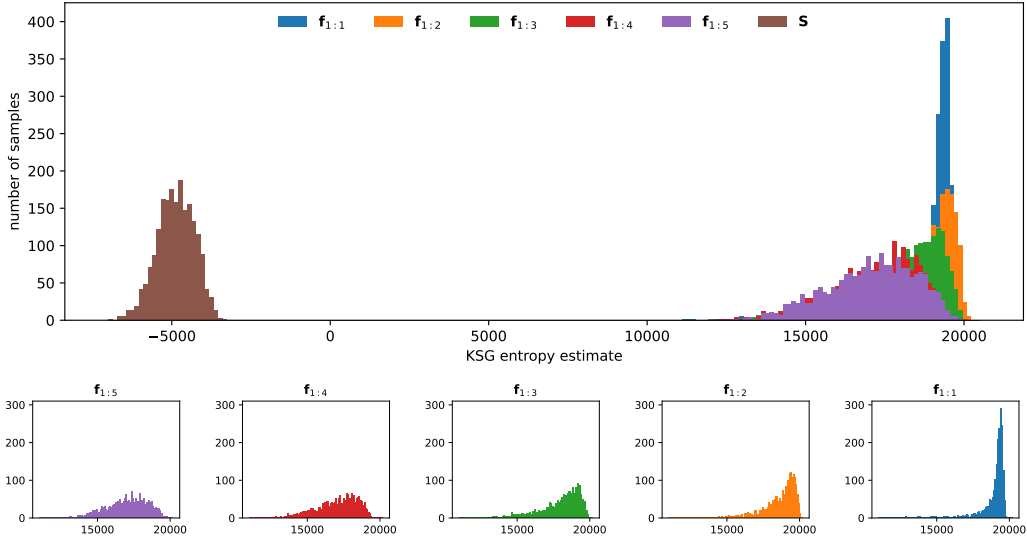 f1:1 f1:2 f1:3 f1:4 f1:5 S
number of samples
400
350
300
250
200
150
100
50
0
−5000 0 5000 10000 15000 20000
KSG entropy estimate
f1:5 f1:4 f1:3 f1:2 f1:1
300 300 300 300 300
200 200 200 200 200
100 100 100 100 100
0 0 0 0 0
15000 20000 15000 20000 15000 20000 15000 20000 15000 20000